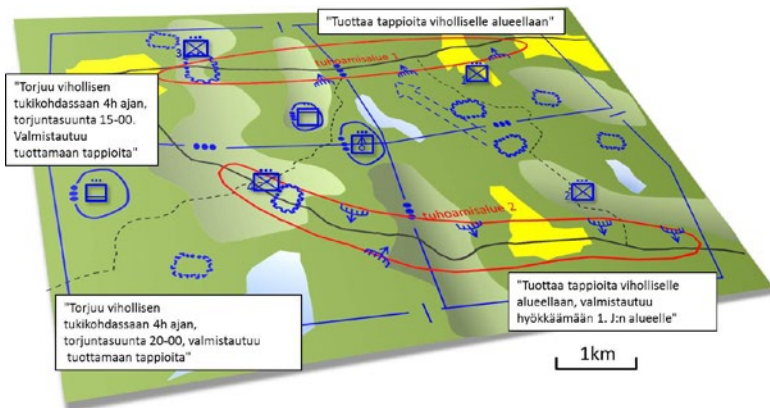 "Tuottaa tappioita viholliselle alueellaan"
3
tuhoamisalue 1
"Torjuu vihollisen
tukikohdassaan 4h ajan,
torjuntasuunta 15-00.
Valmistautuu
tuottamaan tappioita"
tuhoamisalue 2
2
"Torjuu vihollisen
tukikohdassaan 4h ajan,
torjuntasuunta 20-00, valmistautuu
tuottamaan tappioita"
"Tuottaa tappioita viholliselle
alueellaan, valmistautuu
hyökkäämään 1. J:n alueelle"
1km